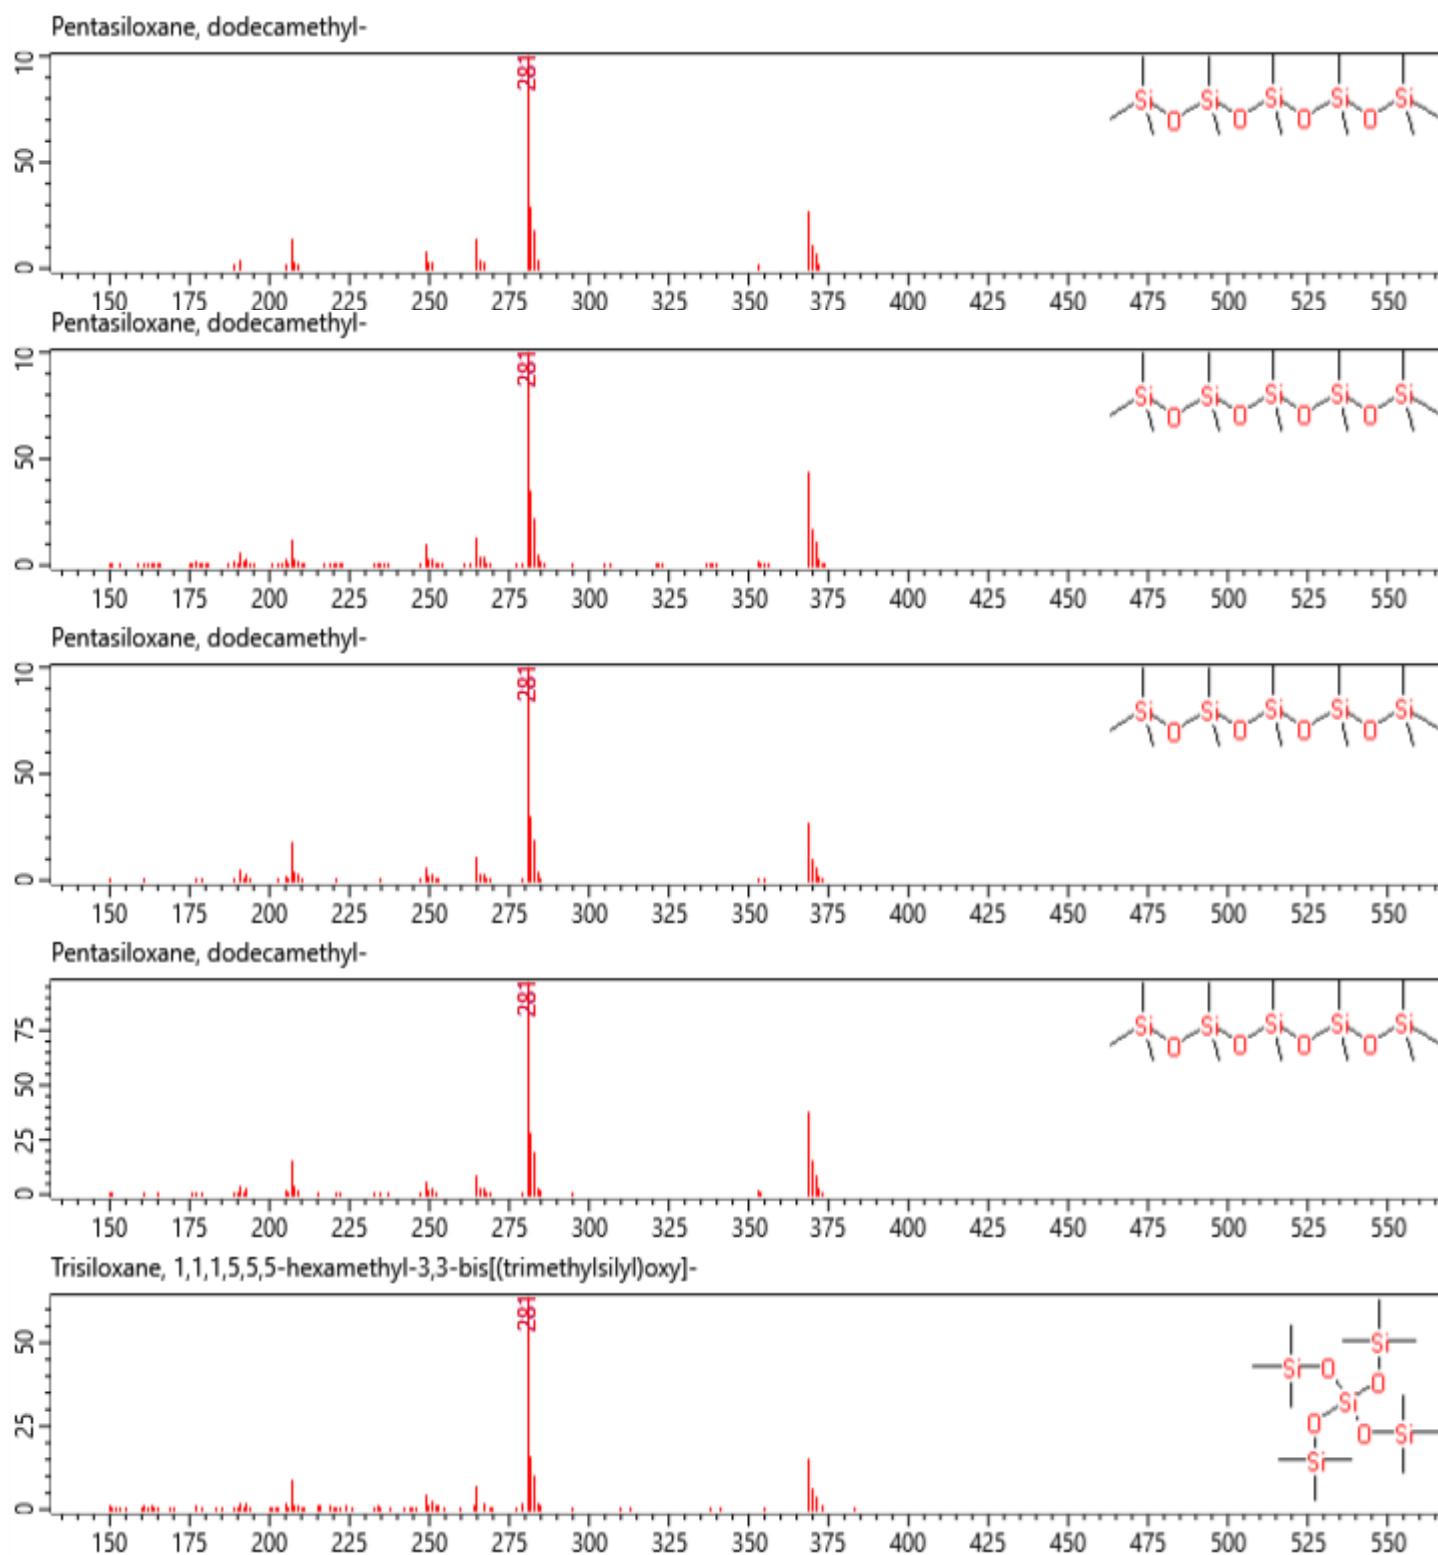 Pentasiloxane, dodecamethyl-
10
281
50
0
Si Si Si Si Si
O O O O
150 175 200 225 250 275 300 325 350 375 400 425 450 475 500 525 550
Pentasiloxane, dodecamethyl-
10
281
50
0
Si Si Si Si Si
O O O O
150 175 200 225 250 275 300 325 350 375 400 425 450 475 500 525 550
Pentasiloxane, dodecamethyl-
10
281
50
0
Si Si Si Si Si
O O O O
150 175 200 225 250 275 300 325 350 375 400 425 450 475 500 525 550
Pentasiloxane, dodecamethyl-
281
75
50
25
0
Si Si Si Si Si
O O O O
150 175 200 225 250 275 300 325 350 375 400 425 450 475 500 525 550
Trisiloxane, 1,1,1,5,5,5-hexamethyl-3,3-bis[(trimethylsilyl)oxy]-
281
50
25
0
Si
Si O
O
Si
O
O Si
Si
150 175 200 225 250 275 300 325 350 375 400 425 450 475 500 525 550